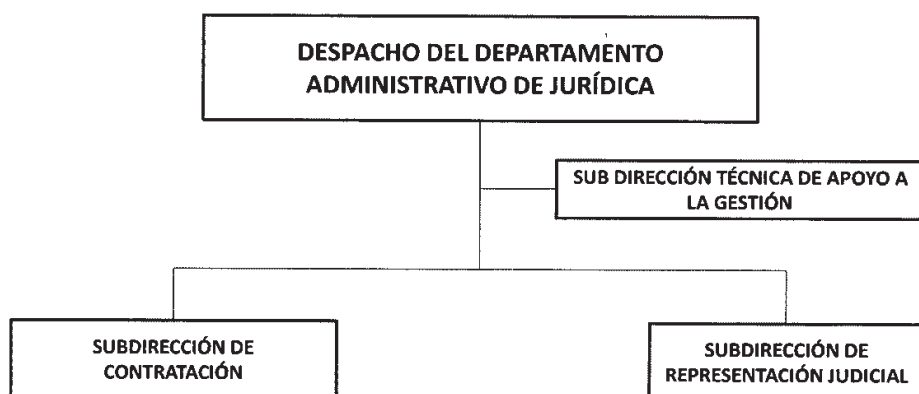 DESPACHO DEL DEPARTAMENTO
ADMINISTRATIVO DE JURÍDICA
SUB DIRECCIÓN TÉCNICA DE APOYO A
LA GESTIÓN
SUBDIRECCIÓN DE
CONTRATACIÓN
SUBDIRECCIÓN DE
REPRESENTACIÓN JUDICIAL